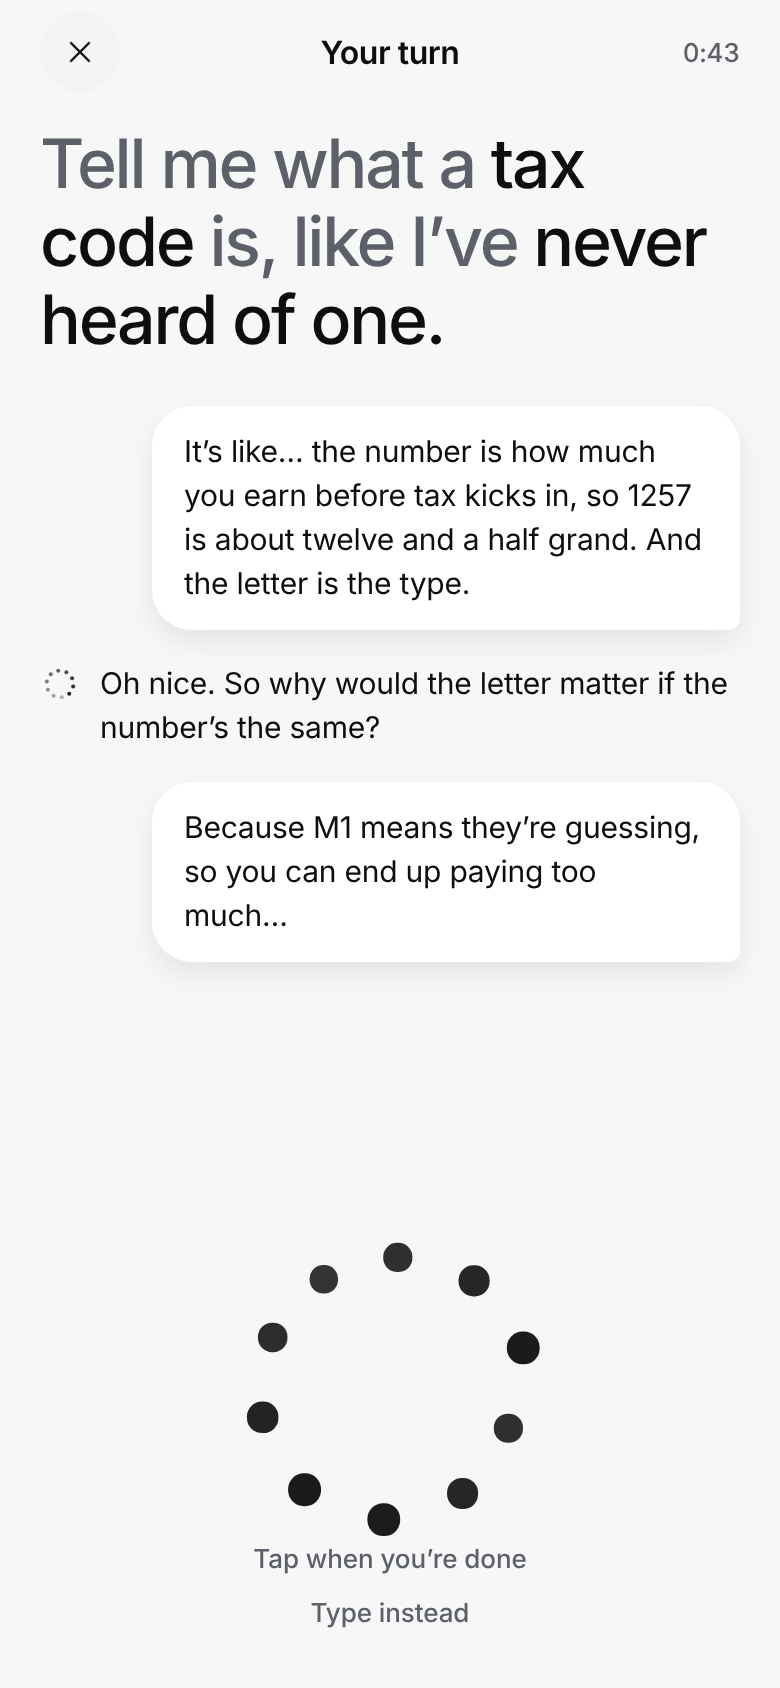 Your turn
0:43
Tell me what a tax
code is, like I’ve never
heard of one.
It’s like… the number is how much
you earn before tax kicks in, so 1257
is about twelve and a half grand. And
the letter is the type.
Oh nice. So why would the letter matter if the
number’s the same?
Because M1 means they’re guessing,
so you can end up paying too
much…
Tap when you’re done
Type instead